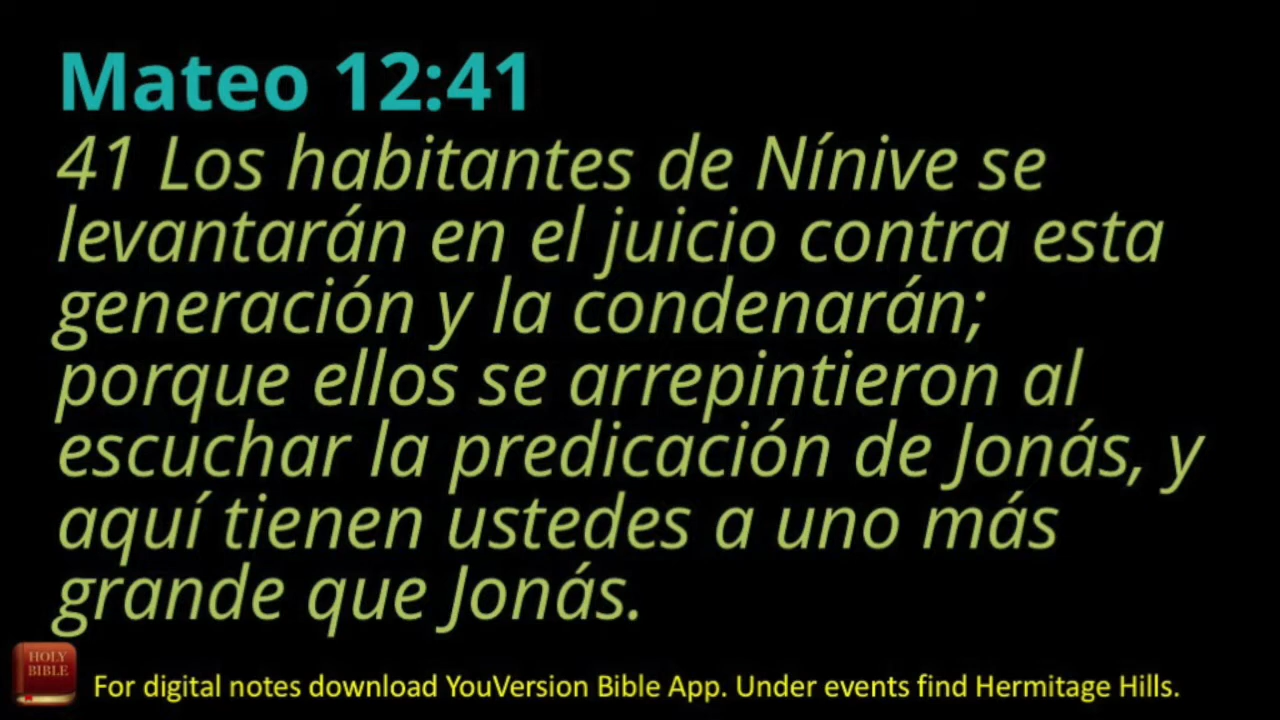 Mateo 12:41
41 Los habitantes de Nínive se
levantarán en el juicio contra esta
generación y la condenarán;
porque ellos se arrepintieron al
escuchar la predicación de Jonás, y
aquí tienen ustedes a uno más
grande que Jonás.
HOLY
BIBLE
For digital notes download YouVersion Bible App. Under events find Hermitage Hills.